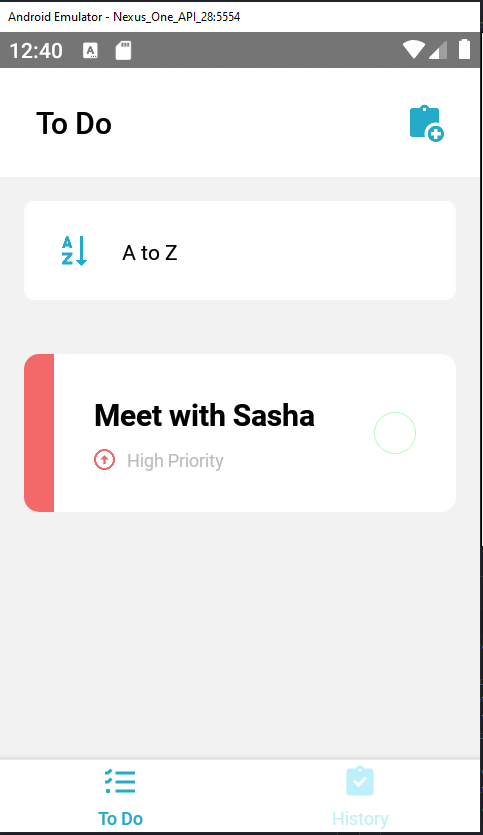 Android Emulator - Nexus_One_API_28:5554
12:40 A
To Do
A to Z
A
Z
Meet with Sasha
High Priority
To Do
History